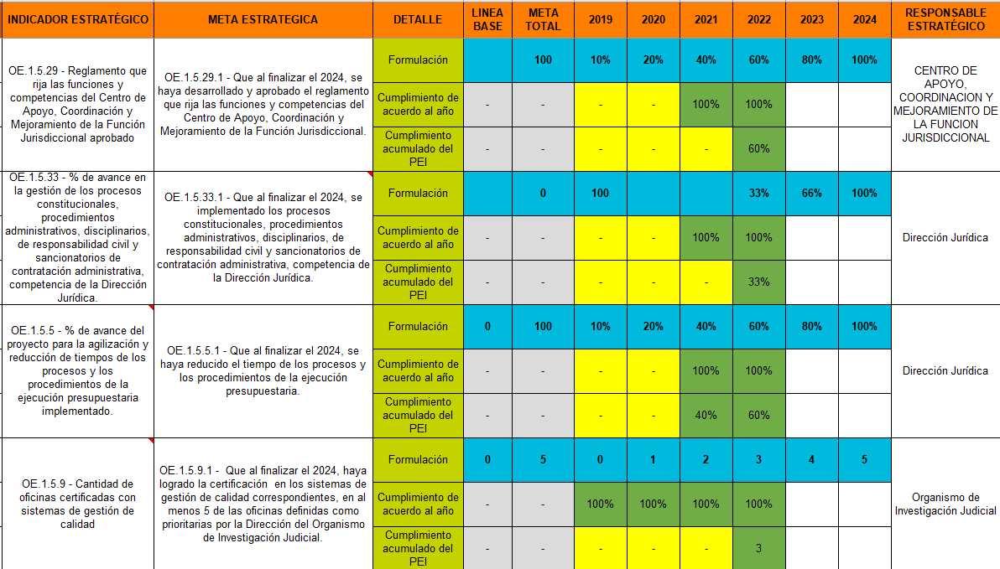 INDICADOR ESTRATÉGICO META ESTRATEGICA DETALLE LINEA BASE META TOTAL 2019 2020 2021 2022 2023 2024 RESPONSABLE ESTRATÉGICO
OE.1.5.29 - Reglamento que
rija las funciones y
competencias del Centro de
Apoyo, Coordinación y
Mejoramiento de la Función
Jurisdiccional aprobado
OE.1.5.29.1 - Que al finalizar el 2024, se
haya desarrollado y aprobado el reglamento
que rija las funciones y competencias del
Centro de Apoyo, Coordinación y
Mejoramiento de la Función Jurisdiccional.
Formulación 100 10% 20% 40% 60% 80% 100%
Cumplimiento de
acuerdo al año
- - - - 100% 100%
Cumplimiento
acumulado del
PEI
- - - - - 60%
CENTRO DE
APOYO,
COORDINACION Y
MEJORAMIENTO DE
LA FUNCION
JURISDICCIONAL
OE.1.5.33 - % de avance en
la gestión de los procesos
constitucionales,
procedimientos
administrativos, disciplinarios,
de responsabilidad civil y
sancionatorios de
contratación administrativa,
competencia de la Dirección
Jurídica.
OE.1.5.33.1 - Que al finalizar el 2024, se
implementado los procesos
constitucionales, procedimientos
administrativos, disciplinarios, de
responsabilidad civil y sancionatorios de
contratación administrativa, competencia de
la Dirección Jurídica.
Formulación 0 100 33% 66% 100%
Cumplimiento de
acuerdo al año
- - - - 100% 100%
Cumplimiento
acumulado del
PEI
- - - - - 33%
Dirección Jurídica
OE.1.5.5 - % de avance del
proyecto para la agilización y
reducción de tiempos de los
procesos y los
procedimientos de la
ejecución presupuestaria
implementado.
OE.1.5.5.1 - Que al finalizar el 2024, se
haya reducido el tiempo de los procesos y
los procedimientos de la ejecución
presupuestaria.
Formulación 0 100 10% 20% 40% 60% 80% 100%
Cumplimiento de
acuerdo al año
- - - - 100% 100%
Cumplimiento
acumulado del
PEI
- - - - 40% 60%
Dirección Jurídica
OE.1.5.9 - Cantidad de
oficinas certificadas con
sistemas de gestión de
calidad
OE.1.5.9.1 - Que al finalizar el 2024, haya
logrado la certificación en los sistemas de
gestión de calidad correspondientes, en al
menos 5 de las oficinas definidas como
prioritarias por la Dirección del Organismo
de Investigación Judicial.
Formulación 0 5 0 1 2 3 4 5
Cumplimiento de
acuerdo al año
- - 100% 100% 100% 100%
Cumplimiento
acumulado del
PEI
- - - - - 3
Organismo de
Investigación Judicial